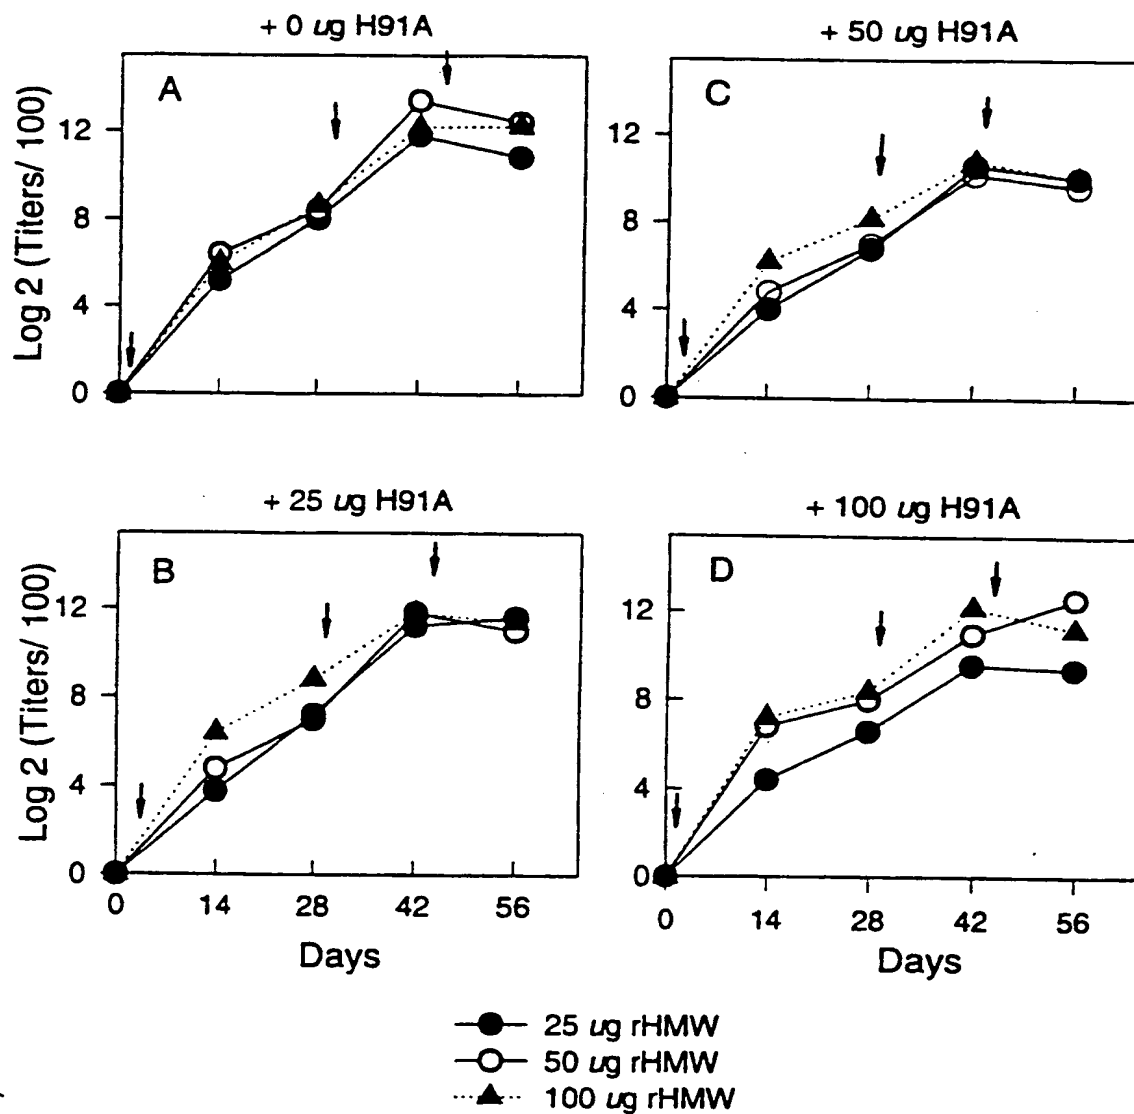 + 0 ug H91A
A
Log 2 (Titers/ 100)
12
8
4
0
+ 50 ug H91A
C
12
8
4
0
+ 25 ug H91A
B
Log 2 (Titers/ 100)
12
8
4
0
0 14 28 42 56
Days
+ 100 ug H91A
D
12
8
4
0
0 14 28 42 56
Days
25 ug rHMW
50 ug rHMW
100 ug rHMW